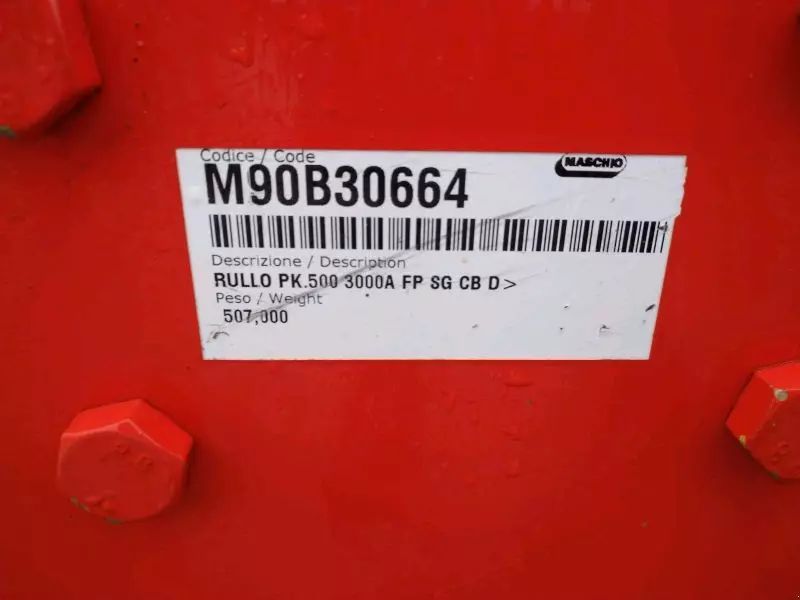 Codice / Code
MASCHIO
M90B30664
Descrizione / Description
RULLO PK.500 3000A FP SG CB D>
Peso / Weight
507,000